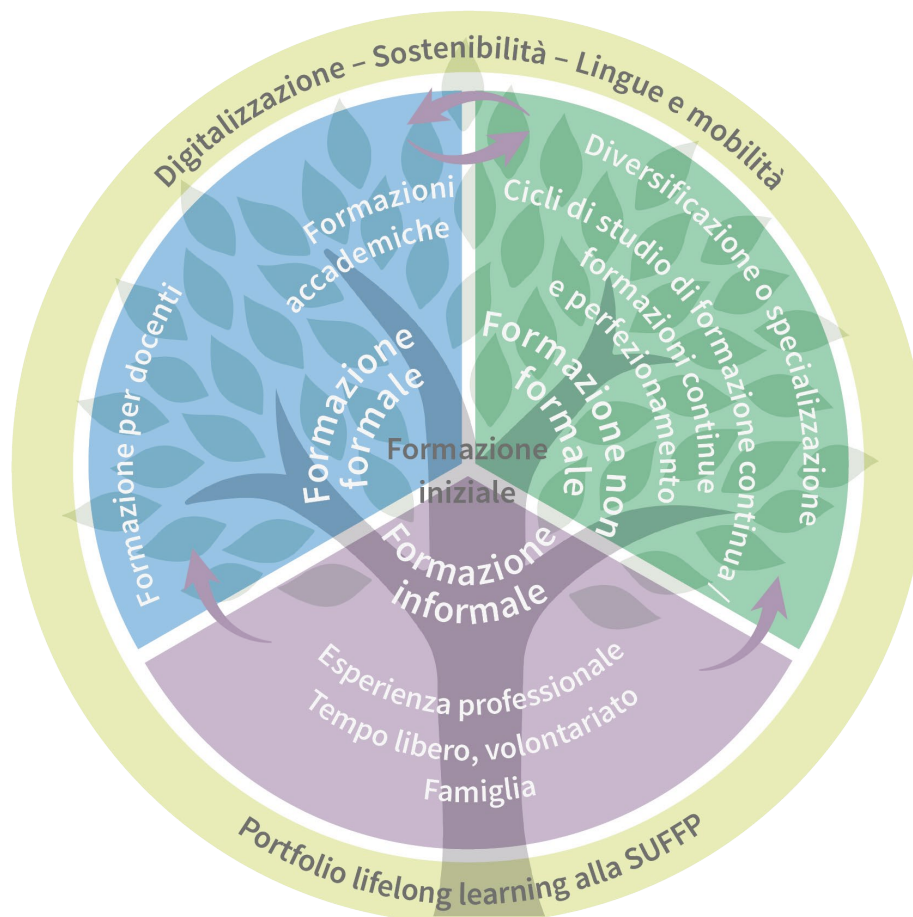 Digitalizzazione – Sostenibilità – Lingue e mobilità
Formazioni
accademiche
Formazione per docenti
Formazione
formale
Diversificazione o specializzazione
Cicli di studio di formazione continua /
formazioni continue
e perfezionamento
Formazione non
formale
Formazione
iniziale
Formazione
informale
Esperienza professionale
Tempo libero, volontariato
Famiglia
Portfolio lifelong learning alla SUFFP